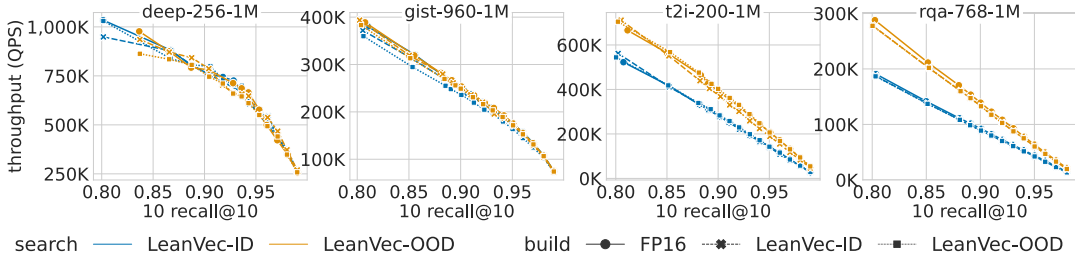 deep-256-1M gist-960-1M t2i-200-1M rqa-768-1M
throughput (QPS)
1,000K
750K
500K
250K
0.80 0.85 0.90 0.95
10 recall@10
400K
300K
200K
100K
0.80 0.85 0.90 0.95
10 recall@10
600K
400K
200K
0K
0.80 0.85 0.90 0.95
10 recall@10
300K
200K
100K
0K
0.80 0.85 0.90 0.95
10 recall@10
search LeanVec-ID LeanVec-OOD build FP16 LeanVec-ID LeanVec-OOD